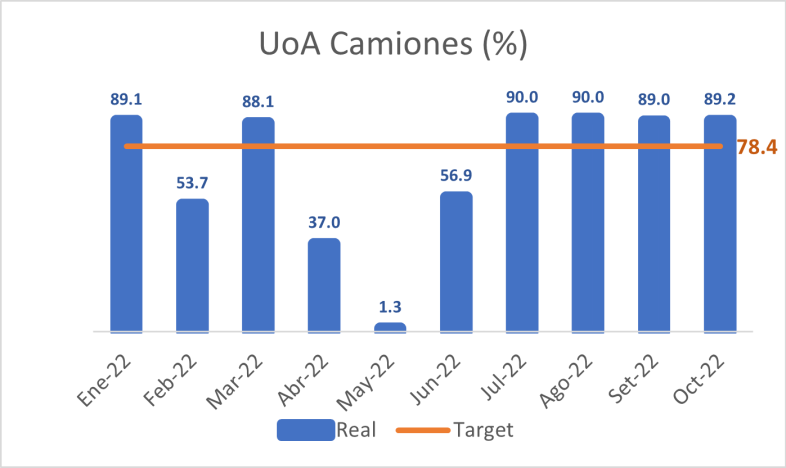 UoA Camiones (%)
89.1
53.7
88.1
37.0
1.3
56.9
90.0
90.0
89.0
89.2
78.4
Ene-22
Feb-22
Mar-22
Abr-22
May-22
Jun-22
Jul-22
Ago-22
Set-22
Oct-22
Real
Target